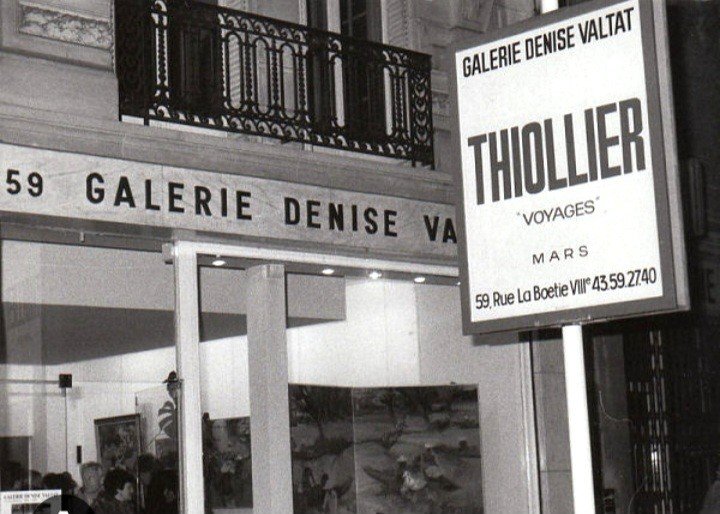 59 GALERIE DENISE VA
GALERIE DENISE VALTAT
THIOLLIER
"VOYAGES"
MARS
59, Rue La Boetie VIIIe 43.59.27.40